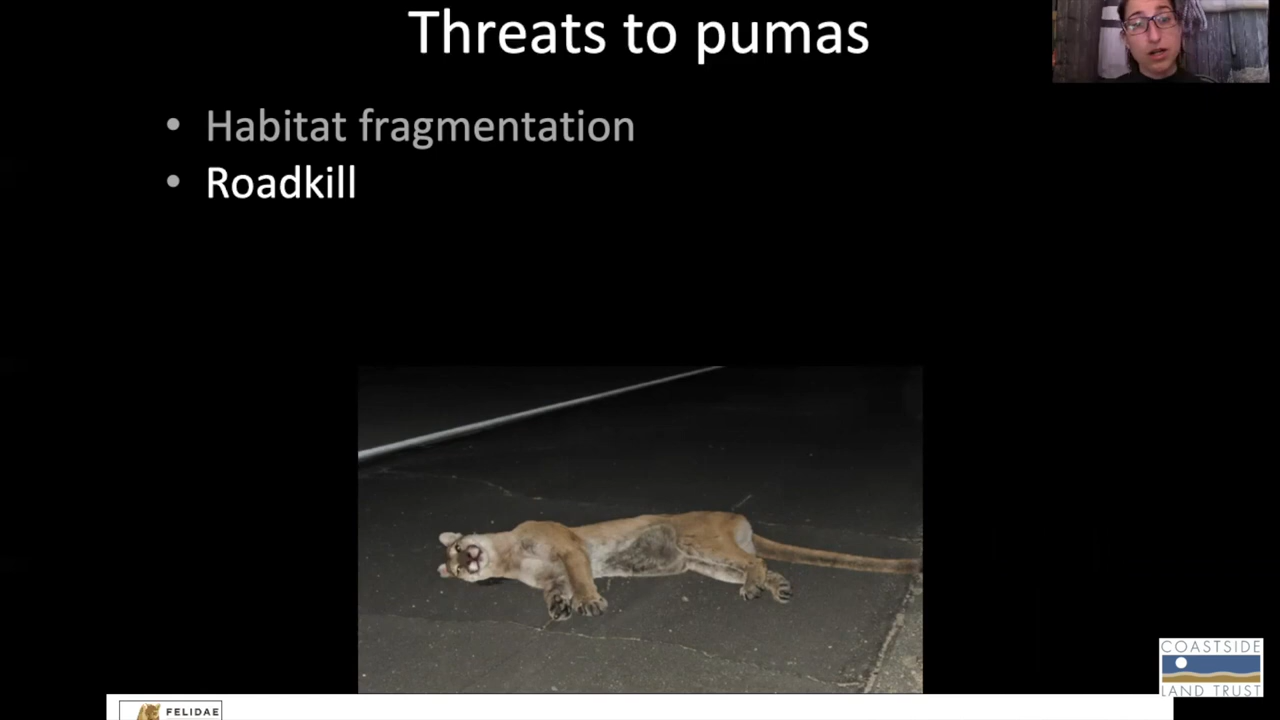 Threats to pumas
• Habitat fragmentation
• Roadkill
COASTSIDE
LAND TRUST
FELIDAE